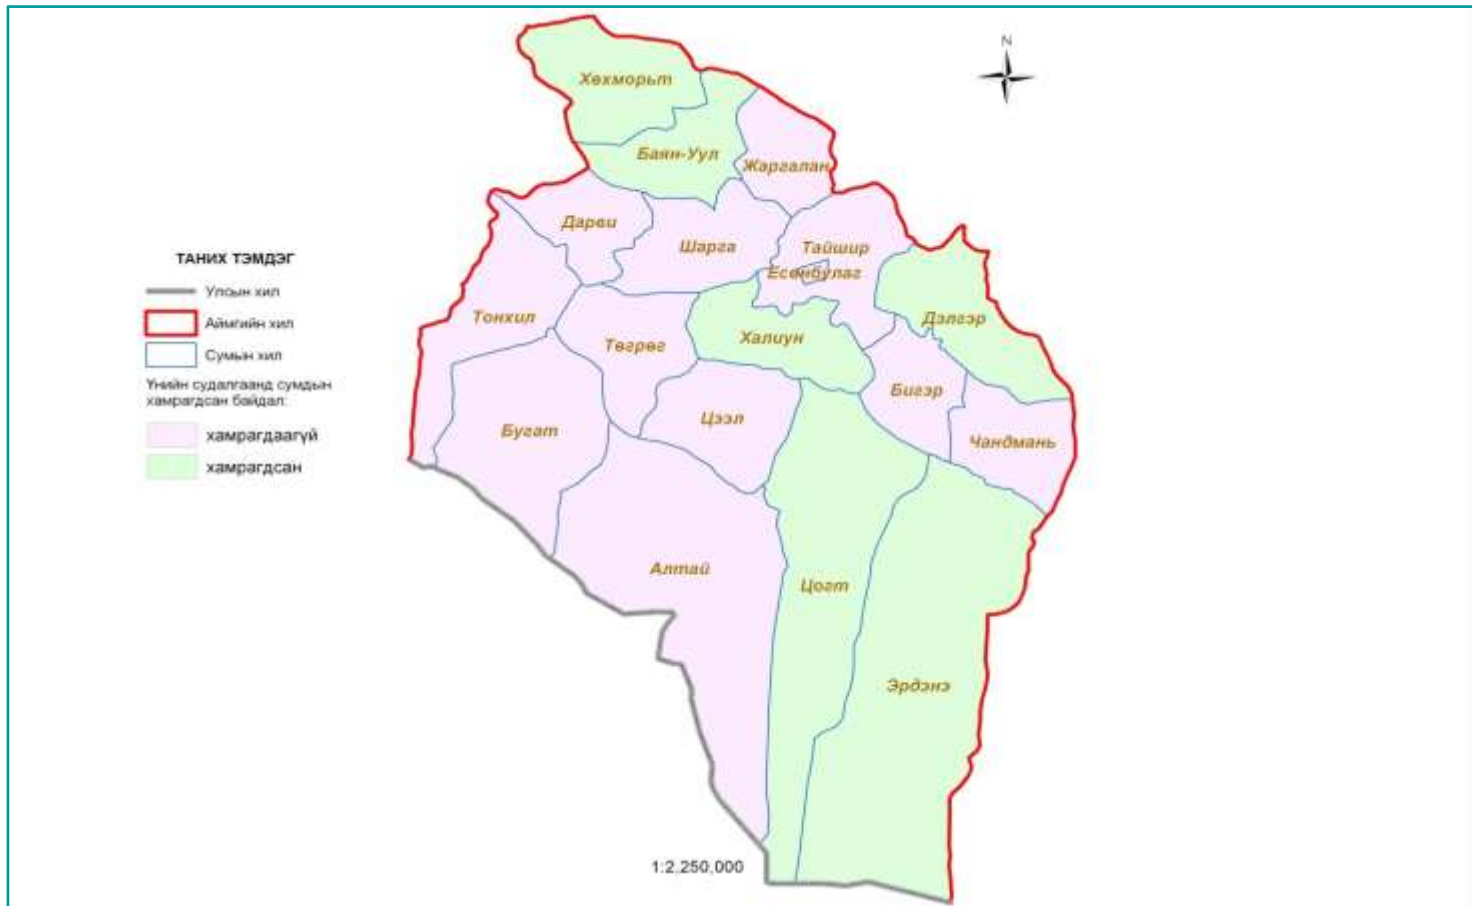 N
Хөхморьт
Баян-Уул
Жаргалан
Дарви
Шарга
Тайшир
Есөнбулаг
ТАНИХ ТЭМДЭГ
Улсын хил
Аймгийн хил
Сумын хил
Үнийн судалгаанд сумдын
хамрагдсан байдал:
хамрагдаагүй
хамрагдсан
Тонхил
Төгрөг
Халиун
Дэлгэр
Бугат
Цээл
Бигэр
Чандмань
Алтай
Цогт
Эрдэнэ
1:2,250,000